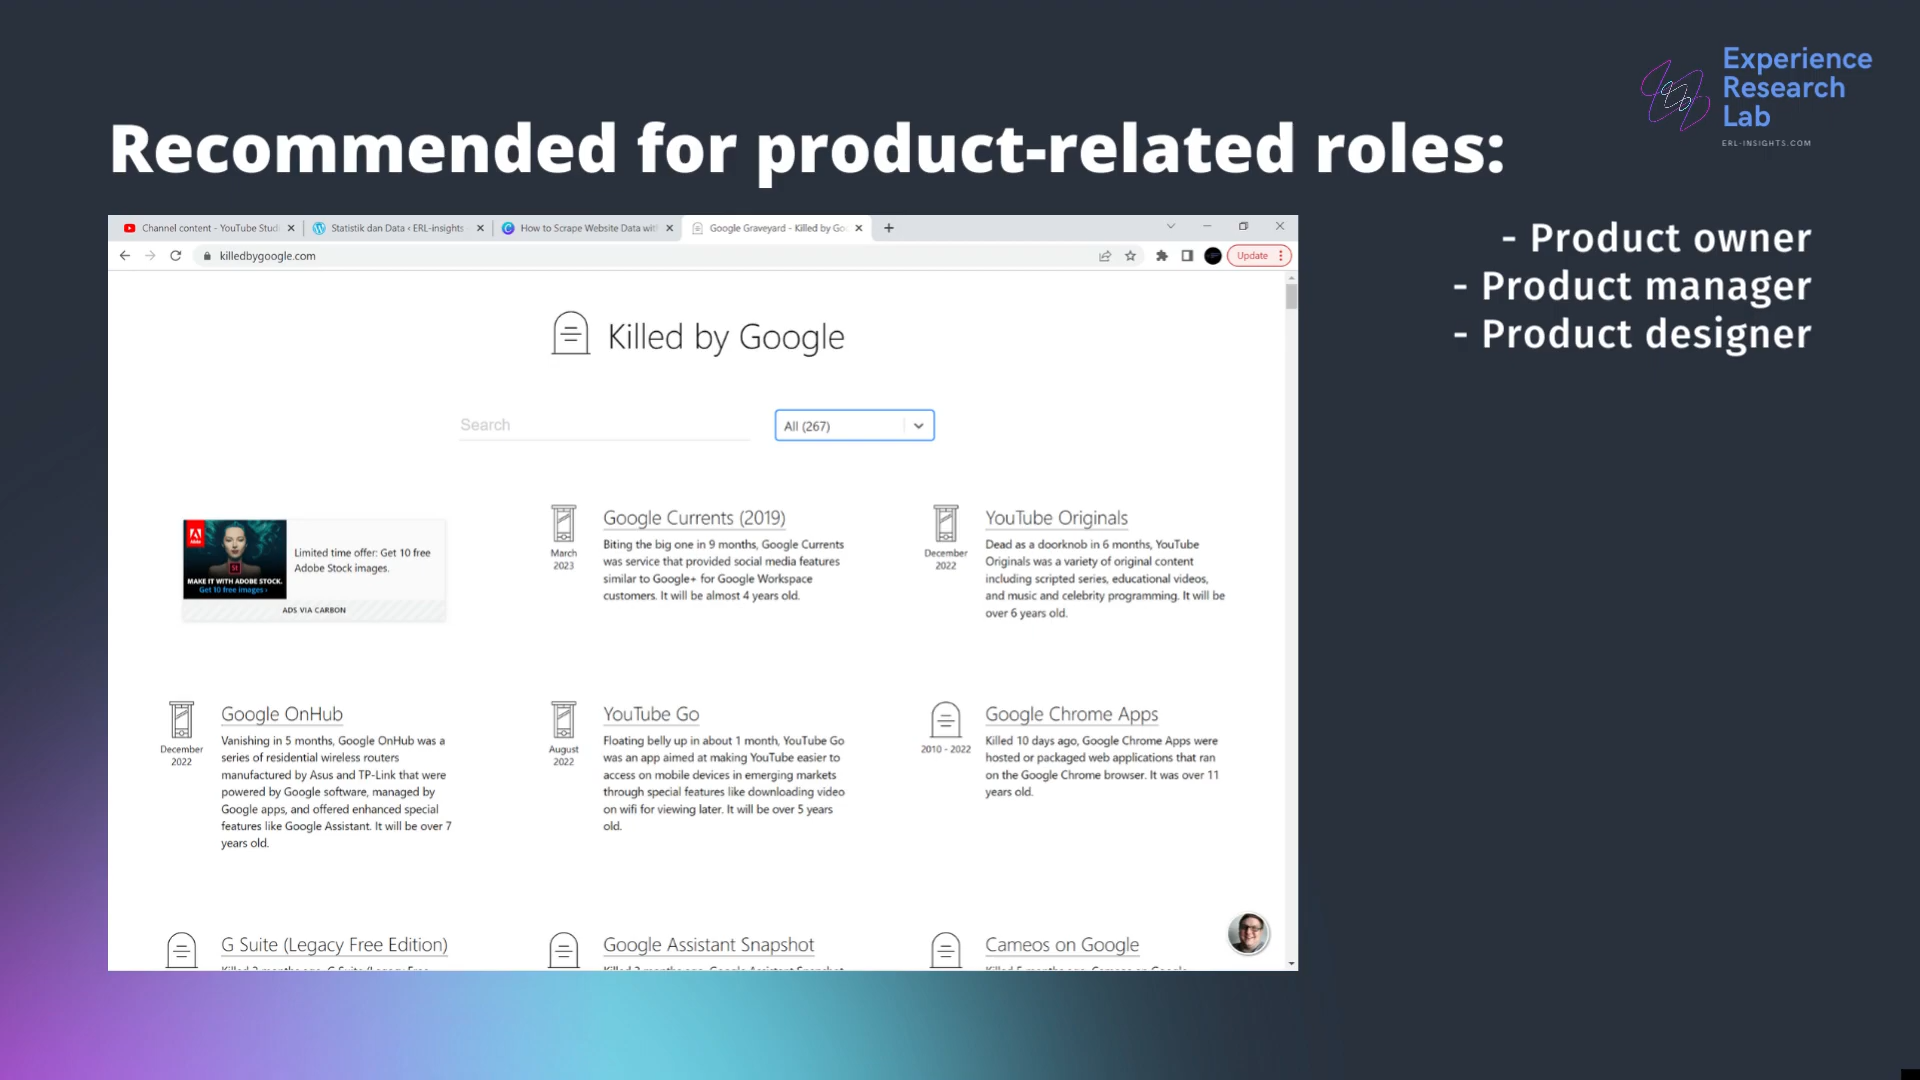 Experience
Research
Lab
ERL-INSIGHTS.COM
Recommended for product-related roles:
- Product owner
- Product manager
- Product designer
Channel content - YouTube Stud
Statistik dan Data ‹ ERL-insights
How to Scrape Website Data wit
Google Graveyard - Killed by Go
killedbygoogle.com
Update
Killed by Google
Search
All (267)
MAKE IT WITH ADOBE STOCK.
Get 10 free images ›
Limited time offer: Get 10 free
Adobe Stock images.
ADS VIA CARBON
March
2023
Google Currents (2019)
Biting the big one in 9 months, Google Currents
was service that provided social media features
similar to Google+ for Google Workspace
customers. It will be almost 4 years old.
December
2022
YouTube Originals
Dead as a doorknob in 6 months, YouTube
Originals was a variety of original content
including scripted series, educational videos,
and music and celebrity programming. It will be
over 6 years old.
December
2022
Google OnHub
Vanishing in 5 months, Google OnHub was a
series of residential wireless routers
manufactured by Asus and TP-Link that were
powered by Google software, managed by
Google apps, and offered enhanced special
features like Google Assistant. It will be over 7
years old.
August
2022
YouTube Go
Floating belly up in about 1 month, YouTube Go
was an app aimed at making YouTube easier to
access on mobile devices in emerging markets
through special features like downloading video
on wifi for viewing later. It will be over 5 years
old.
2010 - 2022
Google Chrome Apps
Killed 10 days ago, Google Chrome Apps were
hosted or packaged web applications that ran
on the Google Chrome browser. It was over 11
years old.
G Suite (Legacy Free Edition)
Google Assistant Snapshot
Cameos on Google